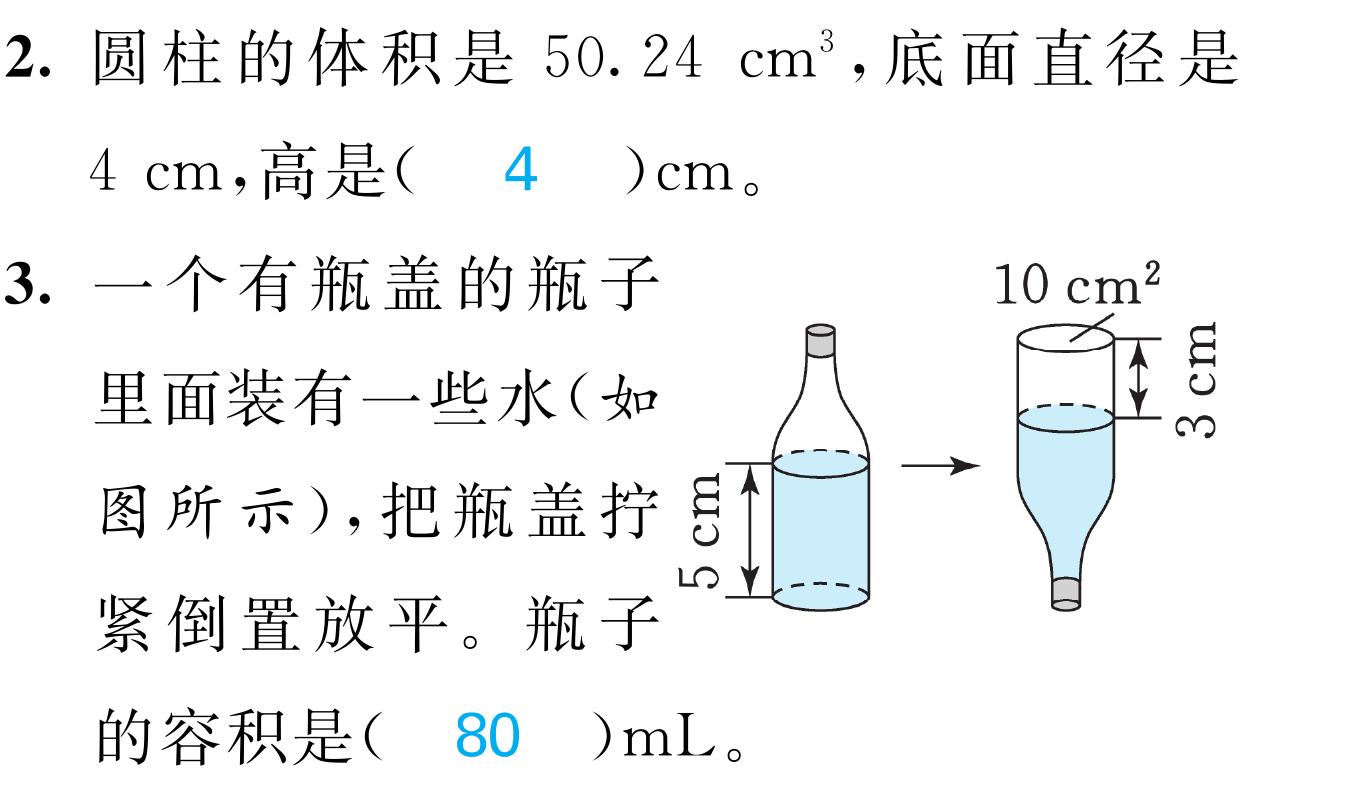 2. 圆柱的体积是 50.24 cm³,底面直径是
4 cm,高是( 4 )cm。
3. 一个有瓶盖的瓶子
里面装有一些水(如
图所示),把瓶盖拧
紧倒置放平。瓶子
的容积是( 80 )mL。
5 cm
10 cm²
3 cm